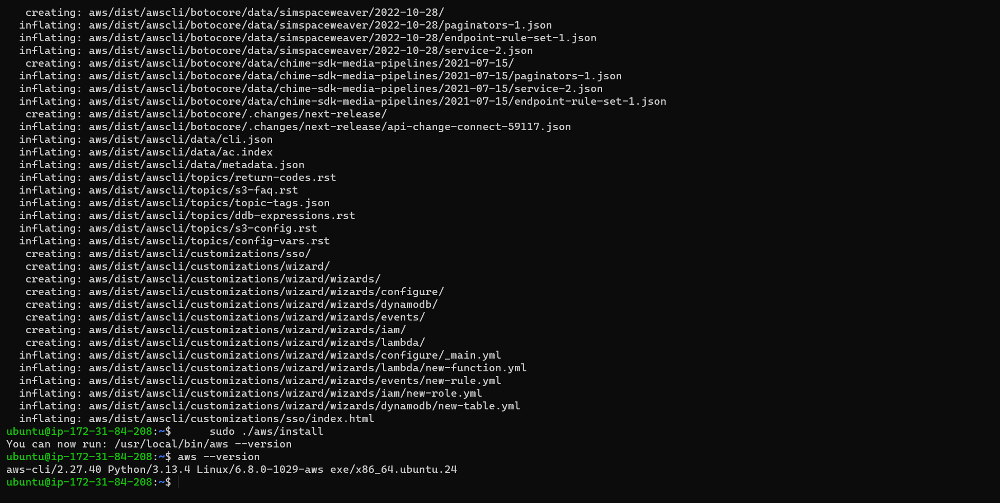 creating: aws/dist/awscli/botocore/data/simspaceweaver/2022-10-28/
inflating: aws/dist/awscli/botocore/data/simspaceweaver/2022-10-28/paginators-1.json
inflating: aws/dist/awscli/botocore/data/simspaceweaver/2022-10-28/endpoint-rule-set-1.json
inflating: aws/dist/awscli/botocore/data/simspaceweaver/2022-10-28/service-2.json
creating: aws/dist/awscli/botocore/data/chime-sdk-media-pipelines/2021-07-15/
inflating: aws/dist/awscli/botocore/data/chime-sdk-media-pipelines/2021-07-15/paginators-1.json
inflating: aws/dist/awscli/botocore/data/chime-sdk-media-pipelines/2021-07-15/service-2.json
inflating: aws/dist/awscli/botocore/data/chime-sdk-media-pipelines/2021-07-15/endpoint-rule-set-1.json
creating: aws/dist/awscli/botocore/.changes/next-release/
inflating: aws/dist/awscli/botocore/.changes/next-release/api-change-connect-59117.json
inflating: aws/dist/awscli/data/cli.json
inflating: aws/dist/awscli/data/ac.index
inflating: aws/dist/awscli/data/metadata.json
inflating: aws/dist/awscli/topics/return-codes.rst
inflating: aws/dist/awscli/topics/s3-faq.rst
inflating: aws/dist/awscli/topics/topic-tags.json
inflating: aws/dist/awscli/topics/ddb-expressions.rst
inflating: aws/dist/awscli/topics/s3-config.rst
inflating: aws/dist/awscli/topics/config-vars.rst
creating: aws/dist/awscli/customizations/sso/
creating: aws/dist/awscli/customizations/wizard/
creating: aws/dist/awscli/customizations/wizard/wizards/
creating: aws/dist/awscli/customizations/wizard/wizards/configure/
creating: aws/dist/awscli/customizations/wizard/wizards/dynamodb/
creating: aws/dist/awscli/customizations/wizard/wizards/events/
creating: aws/dist/awscli/customizations/wizard/wizards/iam/
creating: aws/dist/awscli/customizations/wizard/wizards/lambda/
inflating: aws/dist/awscli/customizations/wizard/wizards/configure/_main.yml
inflating: aws/dist/awscli/customizations/wizard/wizards/lambda/new-function.yml
inflating: aws/dist/awscli/customizations/wizard/wizards/events/new-rule.yml
inflating: aws/dist/awscli/customizations/wizard/wizards/iam/new-role.yml
inflating: aws/dist/awscli/customizations/wizard/wizards/dynamodb/new-table.yml
inflating: aws/dist/awscli/customizations/sso/index.html
ubuntu@ip-172-31-84-208:~$      sudo ./aws/install
You can now run: /usr/local/bin/aws --version
ubuntu@ip-172-31-84-208:~$ aws --version
aws-cli/2.27.40 Python/3.13.4 Linux/6.8.0-1029-aws exe/x86_64.ubuntu.24
ubuntu@ip-172-31-84-208:~$